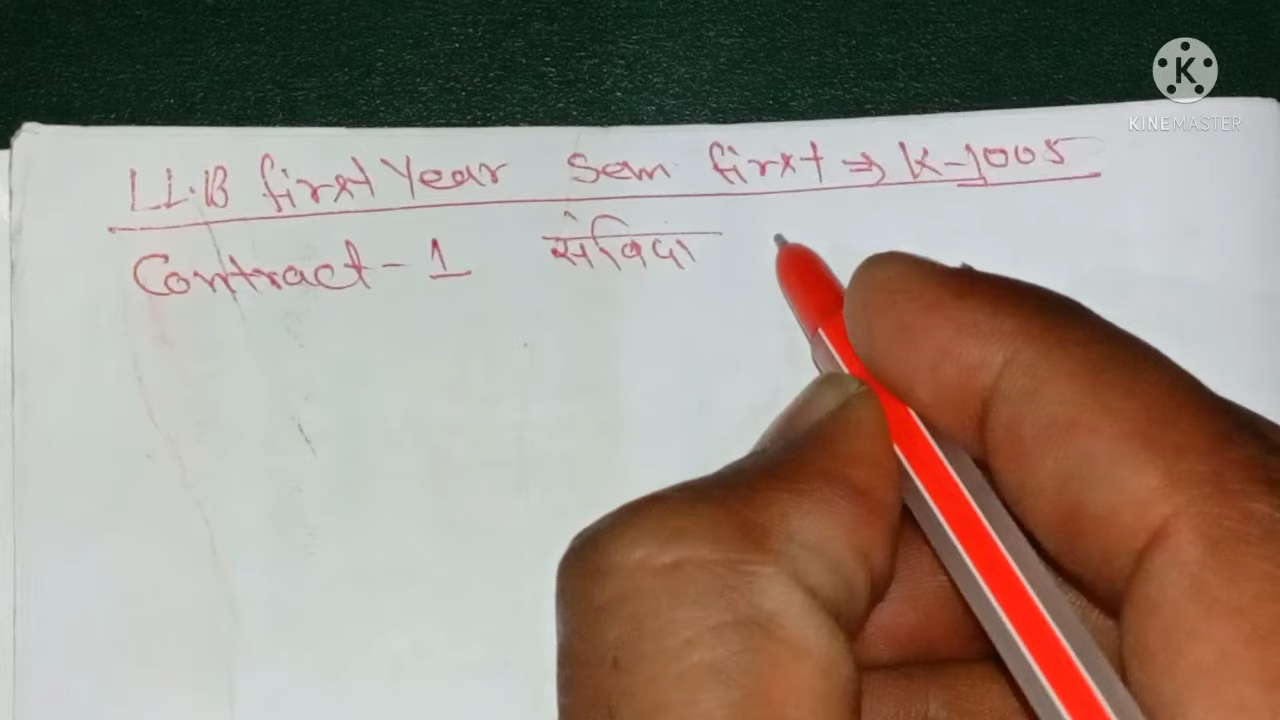 K
KINEMASTER
LL.B first Year Sem first ⇒ K-1005
Contract - 1 संविदा